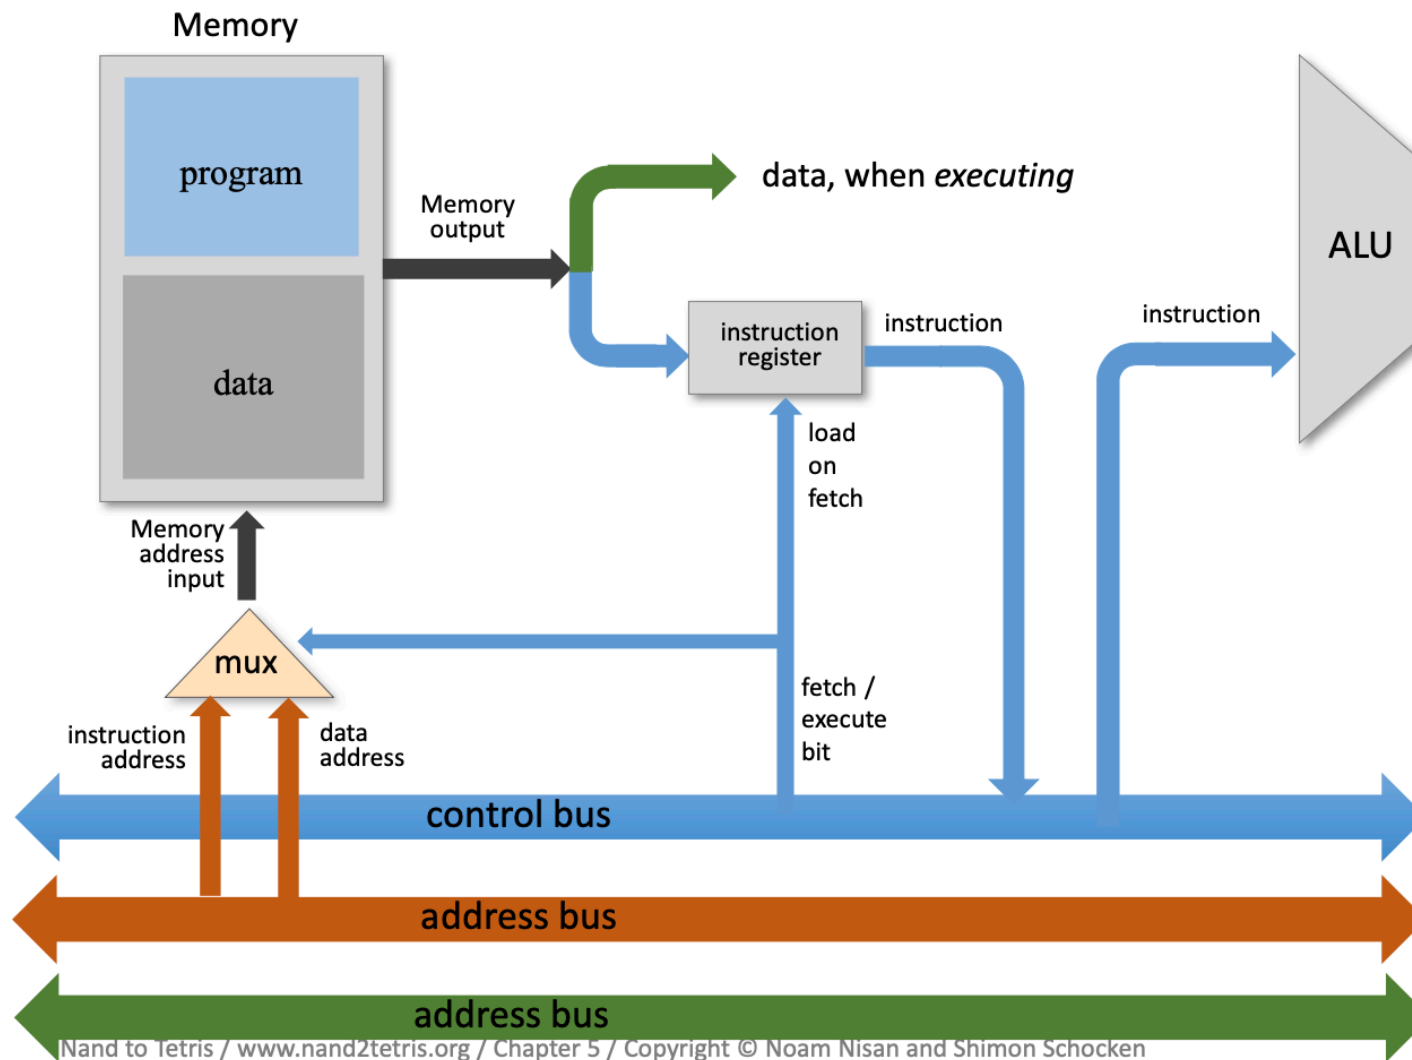 Memory
program
data
Memory
output
data, when executing
ALU
instruction
register
instruction
instruction
load
on
fetch
Memory
address
input
mux
fetch /
execute
bit
instruction
address
data
address
control bus
address bus
address bus
Nand to Tetris / www.nand2tetris.org / Chapter 5 / Copyright © Noam Nisan and Shimon Schocken